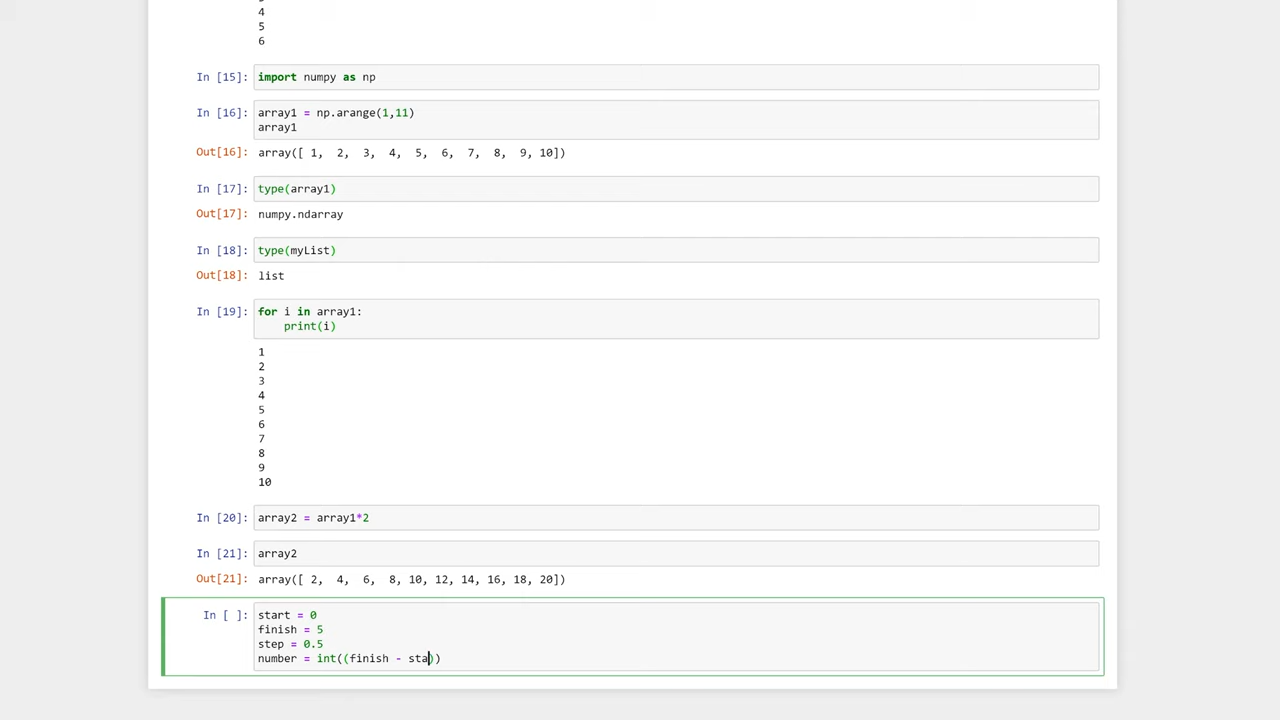 4
5
6
In [15]: import numpy as np
In [16]: array1 = np.arange(1,11)
array1
Out[16]: array([ 1,  2,  3,  4,  5,  6,  7,  8,  9, 10])
In [17]: type(array1)
Out[17]: numpy.ndarray
In [18]: type(myList)
Out[18]: list
In [19]: for i in array1:
    print(i)
1
2
3
4
5
6
7
8
9
10
In [20]: array2 = array1*2
In [21]: array2
Out[21]: array([ 2,  4,  6,  8, 10, 12, 14, 16, 18, 20])
In [ ]: start = 0
finish = 5
step = 0.5
number = int((finish - sta))